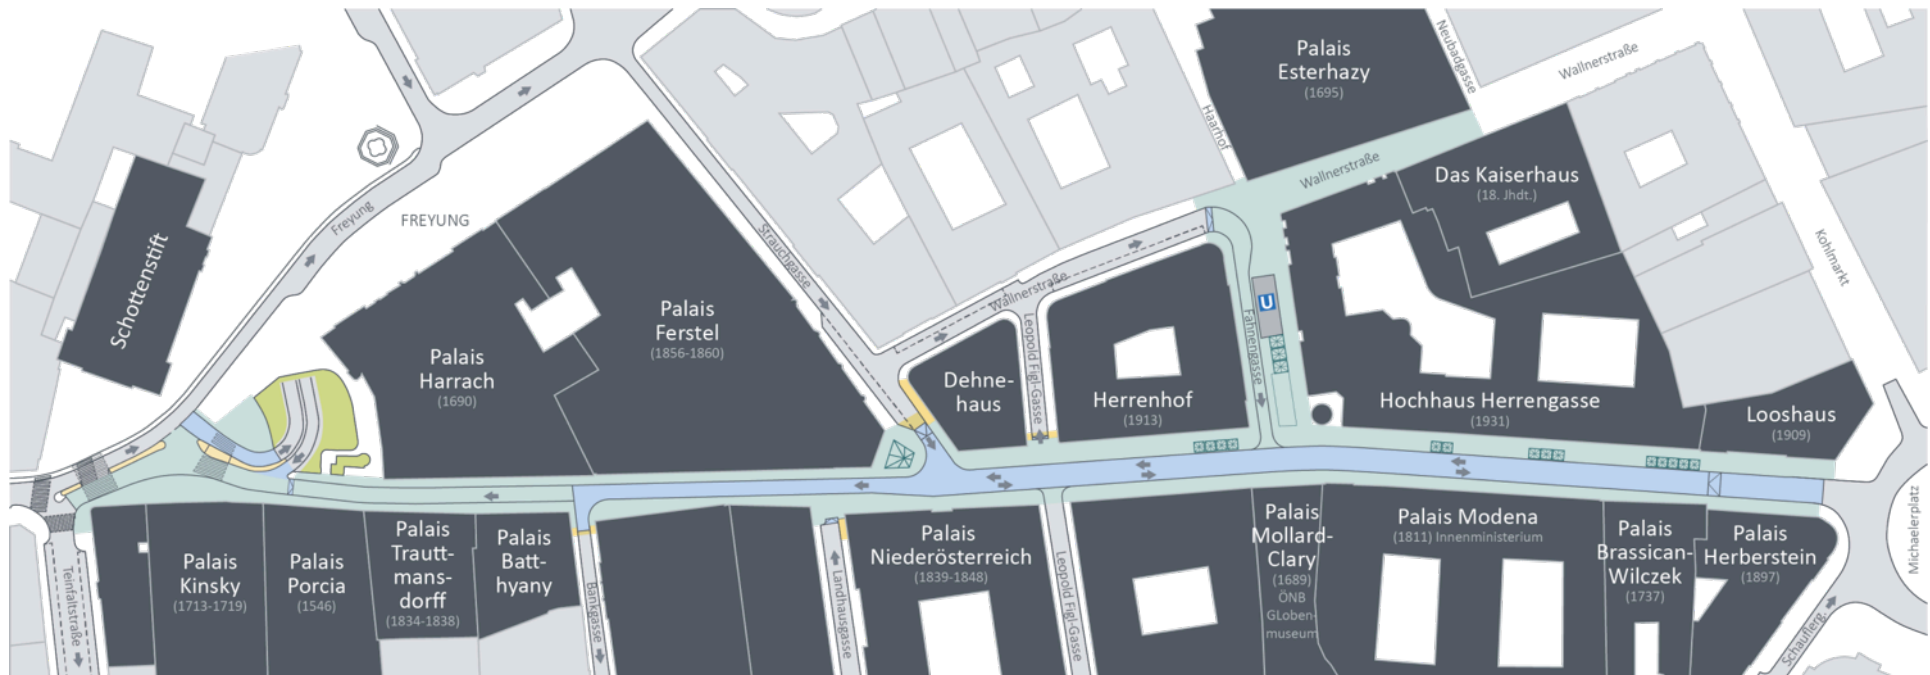 Palais
Esterhazy
(1695)
Neubadgasse
Wallnerstraße
Haarhof
Wallnerstraße
Das Kaiserhaus
(18. Jhdt.)
Kohlmarkt
Schottenstift
Freyung
FREYUNG
Strauchgasse
Wallnerstraße
Palais
Ferstel
(1856-1860)
Palais
Harrach
(1690)
Leopold Figl-Gasse
Fahnengasse
U
Dehne-
haus
Herrenhof
(1913)
Hochhaus Herrengasse
(1931)
Looshaus
(1909)
Michaelerplatz
Teinfaltstraße
Palais
Kinsky
(1713-1719)
Palais
Porcia
(1546)
Palais
Trautt-
mans-
dorff
(1834-1838)
Palais
Batt-
hyany
Bankgasse
Landhausgasse
Palais
Niederösterreich
(1839-1848)
Leopold Figl-Gasse
Palais
Mollard-
Clary
(1689)
ÖNB
GLoben-
museum
Palais Modena
(1811) Innenministerium
Palais
Brassican-
Wilczek
(1737)
Palais
Herberstein
(1897)
Schauflerg.